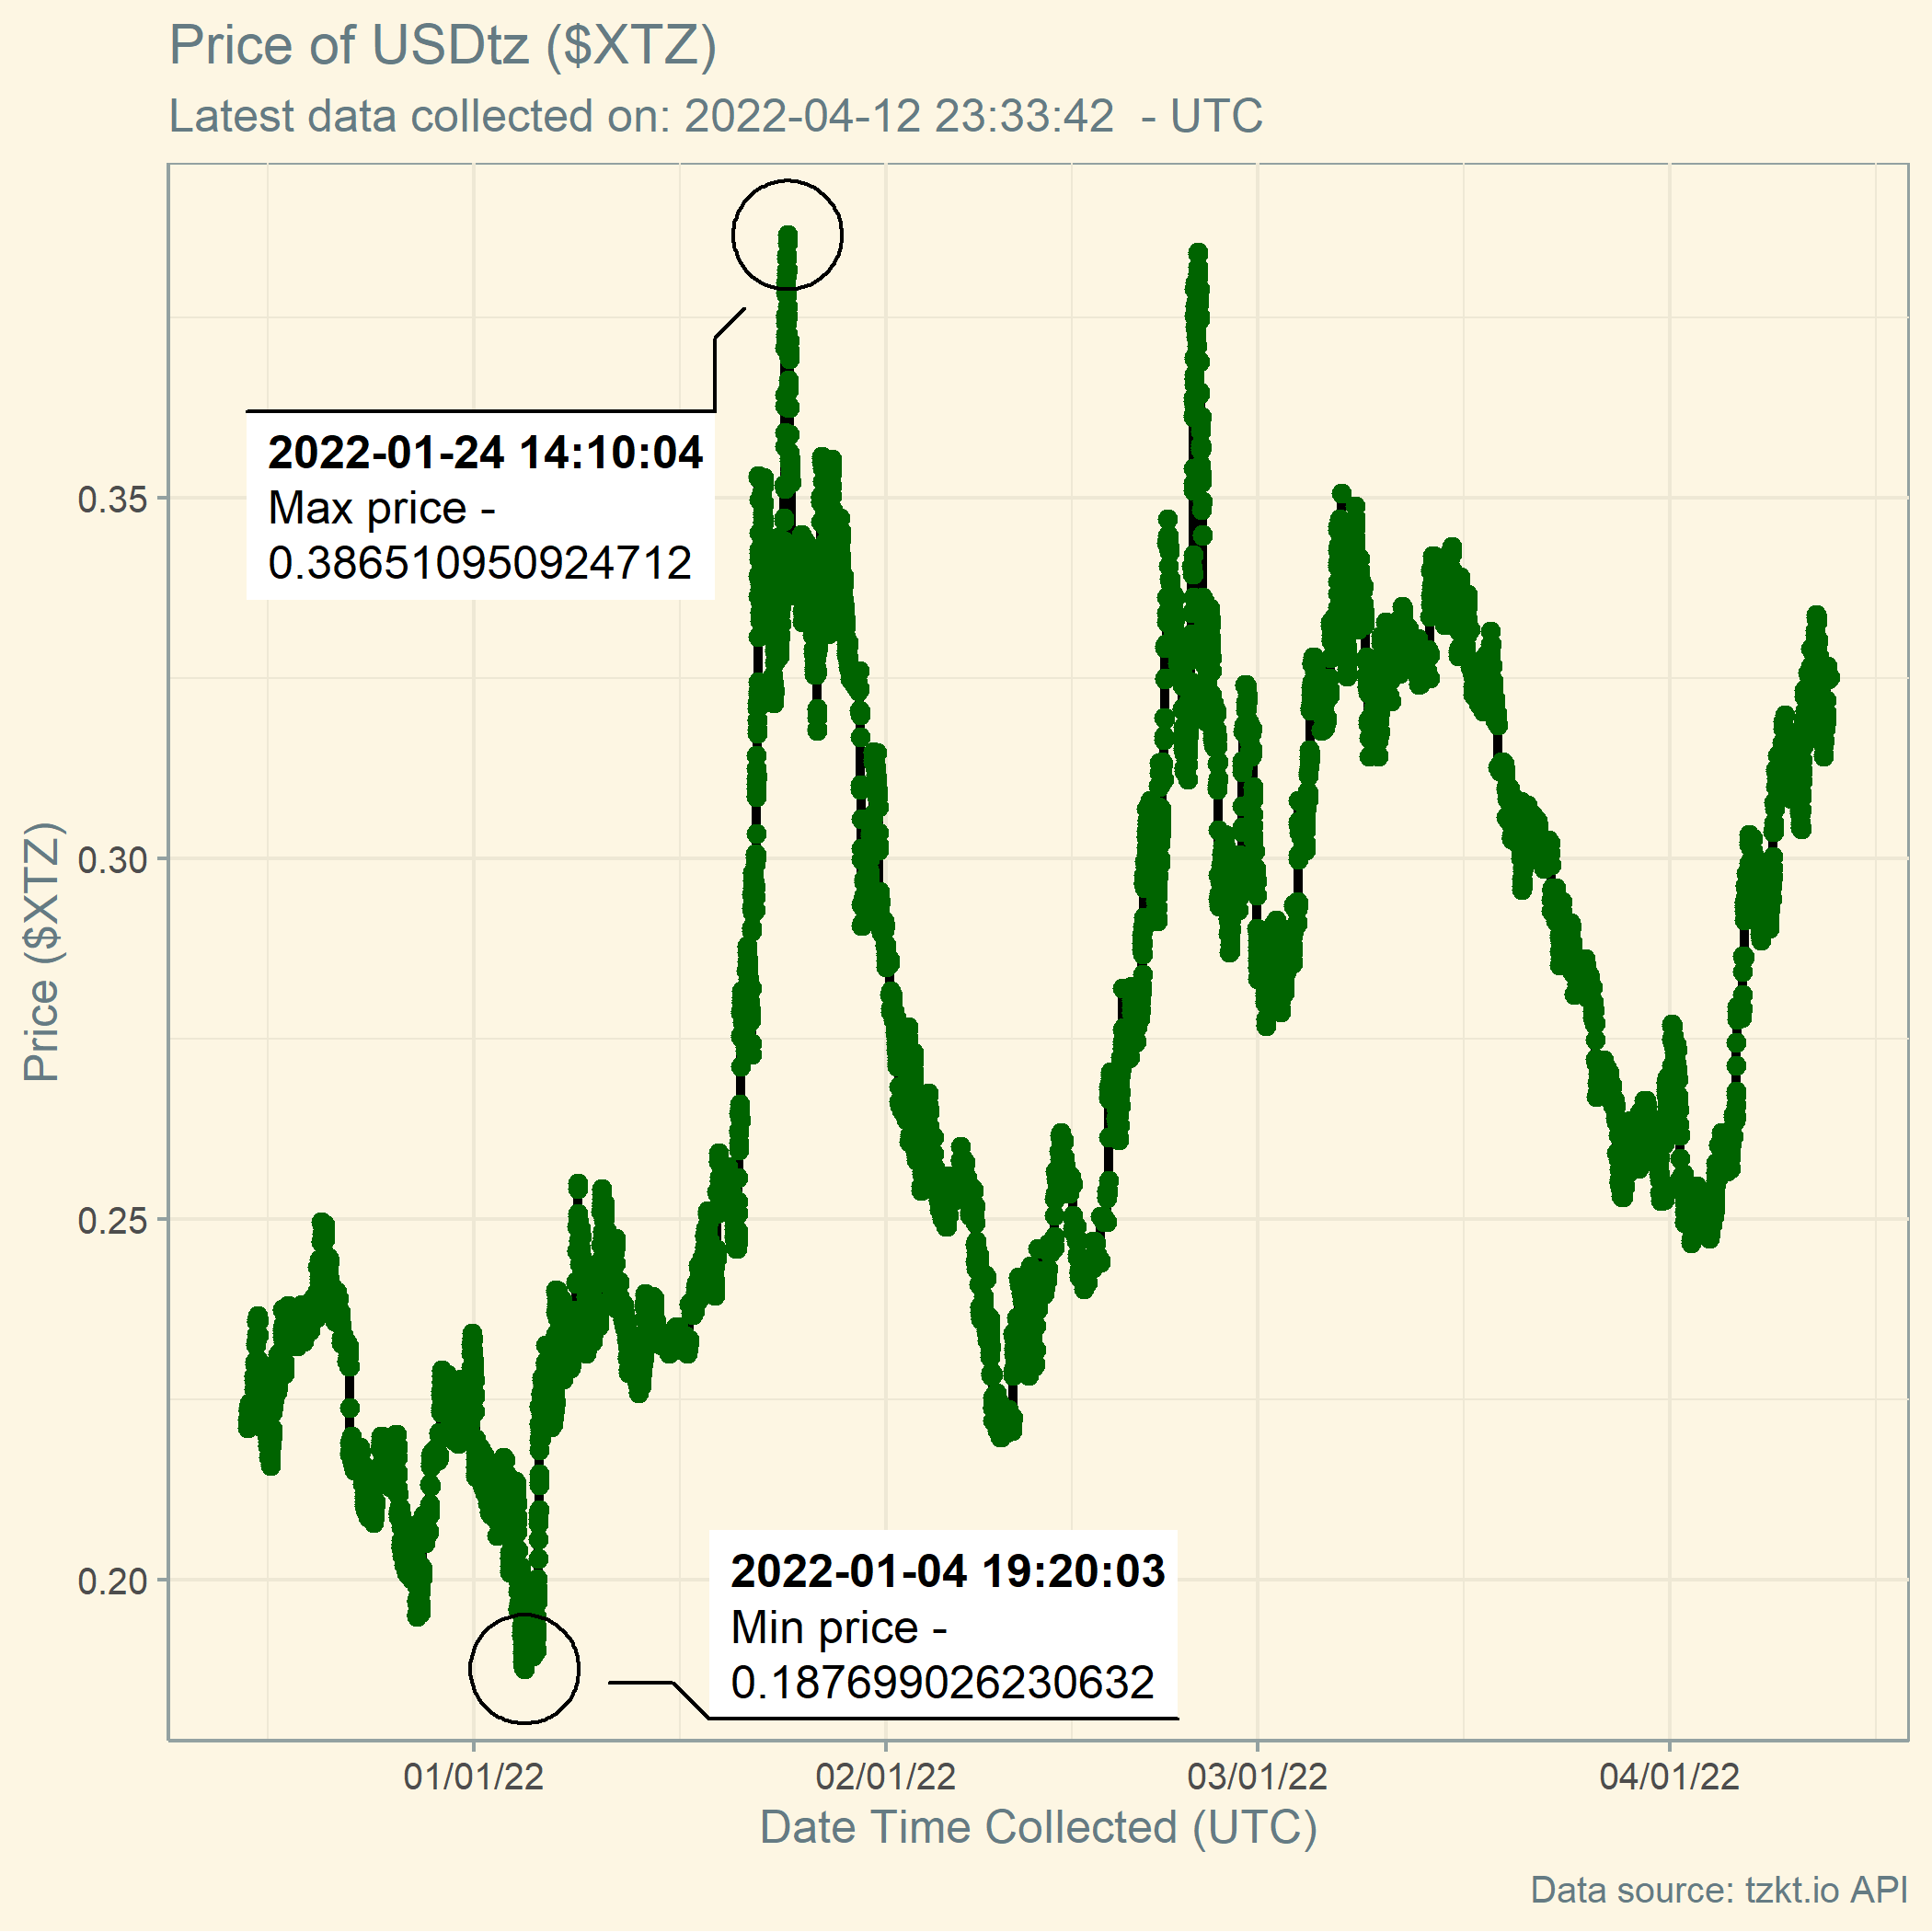 Price of USDtz ($XTZ)
Latest data collected on: 2022-04-12 23:33:42  - UTC
2022-01-24 14:10:04
Max price -
0.386510950924712
0.35
0.30
0.25
0.20
Price ($XTZ)
2022-01-04 19:20:03
Min price -
0.187699026230632
01/01/22
02/01/22
03/01/22
04/01/22
Date Time Collected (UTC)
Data source: tzkt.io API